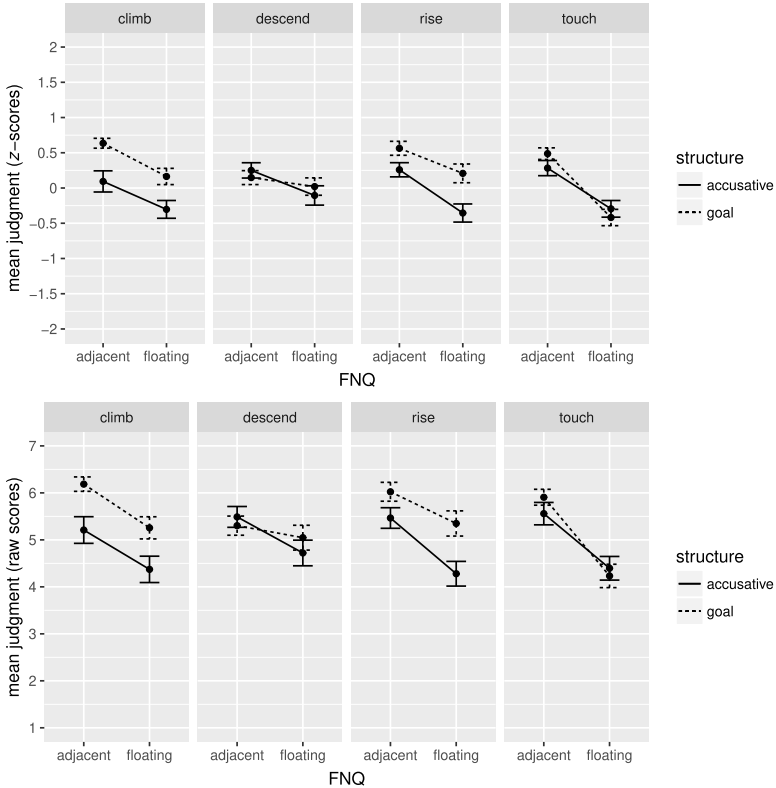 climb descend rise touch
mean judgment (z−scores)
2
1.5
1
0.5
0
−0.5
−1
−1.5
−2
structure
accusative
goal
adjacent floating adjacent floating adjacent floating adjacent floating
FNQ
climb descend rise touch
mean judgment (raw scores)
7
6
5
4
3
2
1
structure
accusative
goal
adjacent floating adjacent floating adjacent floating adjacent floating
FNQ